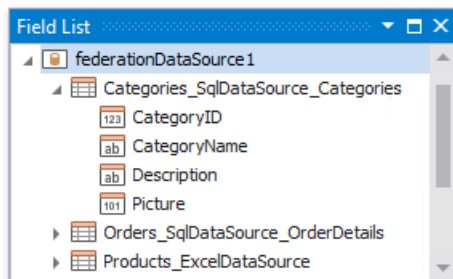 Field List
federationDataSource1
Categories_SqlDataSource_Categories
123 CategoryID
ab CategoryName
ab Description
101 Picture
Orders_SqlDataSource_OrderDetails
Products_ExcelDataSource